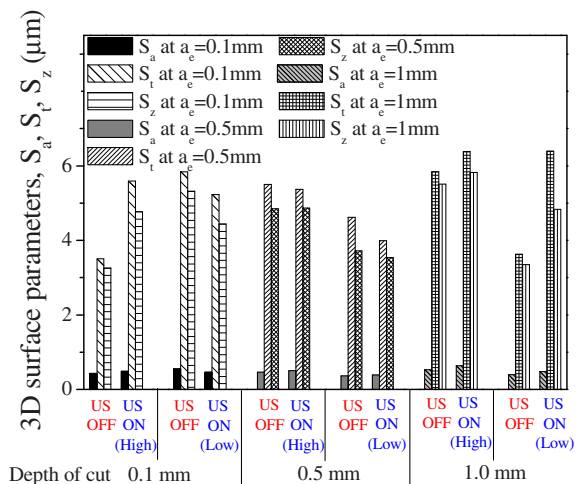 3D surface parameters, S_a, S_t, S_z (μm)
S_a at a_e=0.1mm
S_t at a_e=0.1mm
S_z at a_e=0.1mm
S_a at a_e=0.5mm
S_t at a_e=0.5mm
S_z at a_e=0.5mm
S_a at a_e=1mm
S_t at a_e=1mm
S_z at a_e=1mm
6
4
2
0
US OFF
US ON (High)
US OFF
US ON (Low)
US OFF
US ON (High)
US OFF
US ON (Low)
US OFF
US ON (High)
US OFF
US ON (Low)
Depth of cut 0.1 mm 0.5 mm 1.0 mm